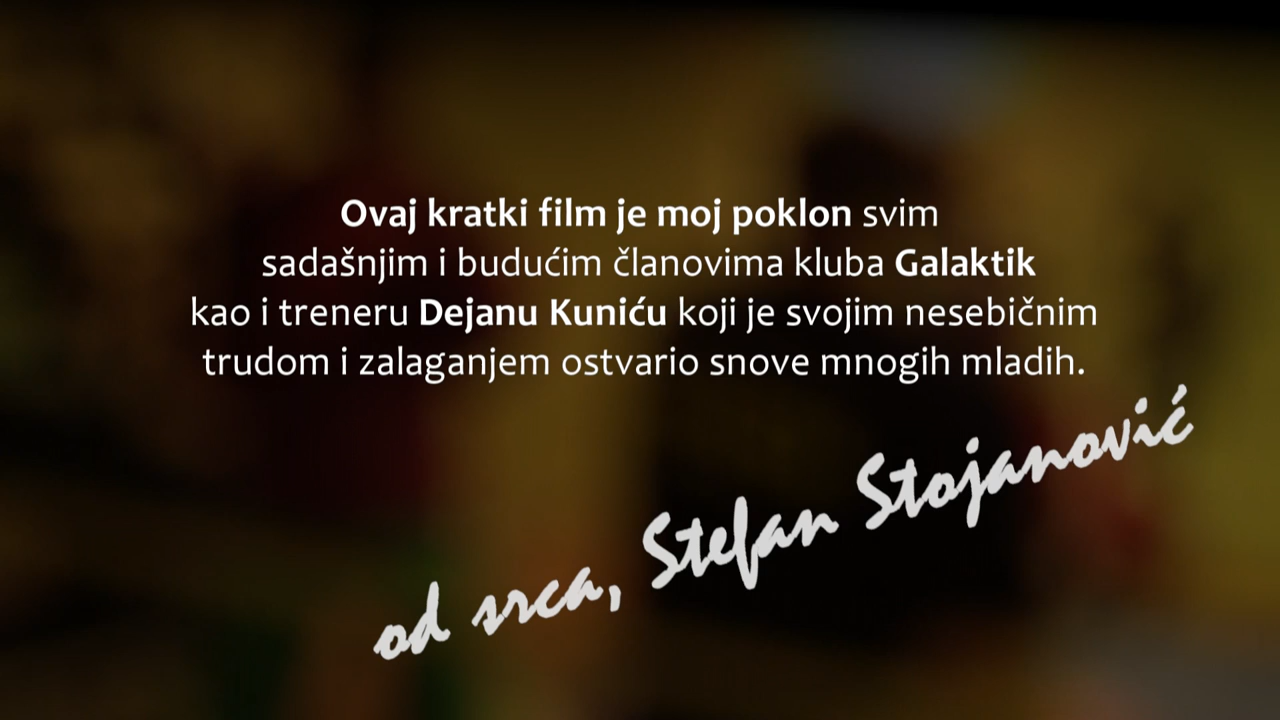 Ovaj kratki film je moj poklon svim
sadašnjim i budućim članovima kluba Galaktik
kao i treneru Dejanu Kuniću koji je svojim nesebičnim
trudom i zalaganjem ostvario snove mnogih mladih.
od srca, Stefan Stojanović